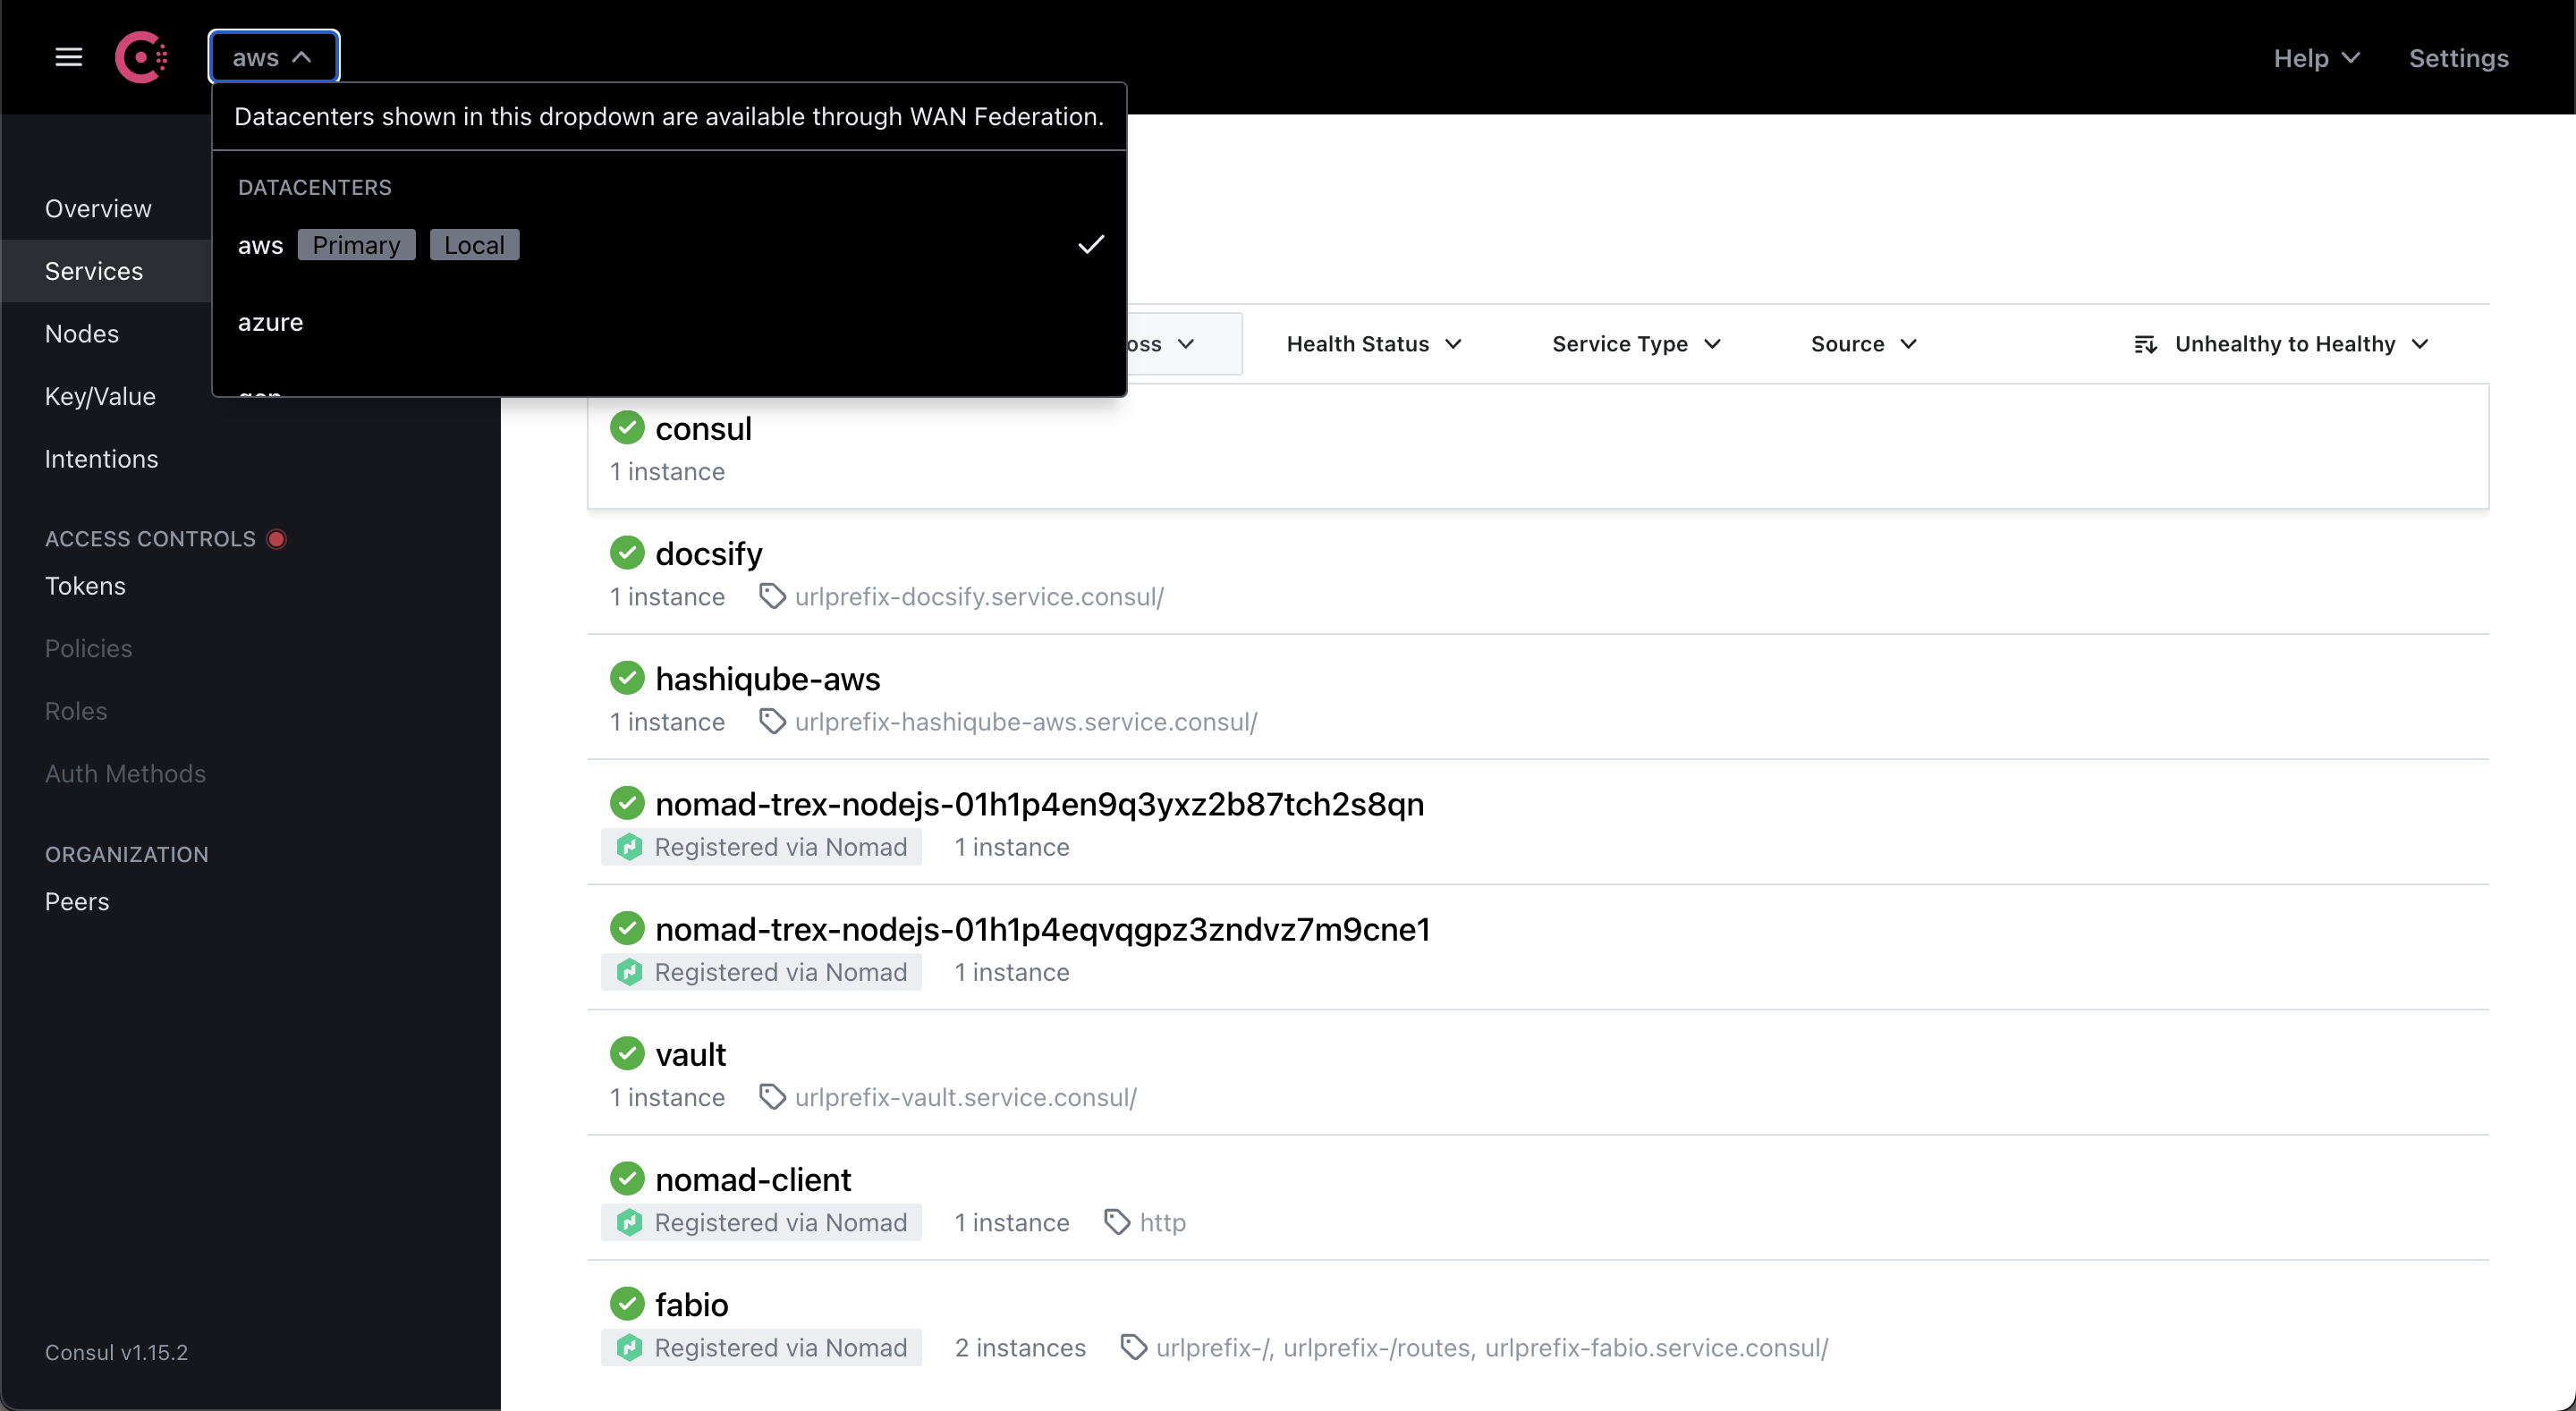 aws
Help
Settings
Datacenters shown in this dropdown are available through WAN Federation.
DATACENTERS
aws Primary Local
azure
Overview
Services
Nodes
Key/Value
Intentions
ACCESS CONTROLS
Tokens
Policies
Roles
Auth Methods
ORGANIZATION
Peers
Consul v1.15.2
Health Status
Service Type
Source
Unhealthy to Healthy
consul
1 instance
docsify
1 instance urlprefix-docsify.service.consul/
hashiqube-aws
1 instance urlprefix-hashiqube-aws.service.consul/
nomad-trex-nodejs-01h1p4en9q3yxz2b87tch2s8qn
Registered via Nomad 1 instance
nomad-trex-nodejs-01h1p4eqvqgpz3zndvz7m9cne1
Registered via Nomad 1 instance
vault
1 instance urlprefix-vault.service.consul/
nomad-client
Registered via Nomad 1 instance http
fabio
Registered via Nomad 2 instances urlprefix-/, urlprefix-/routes, urlprefix-fabio.service.consul/